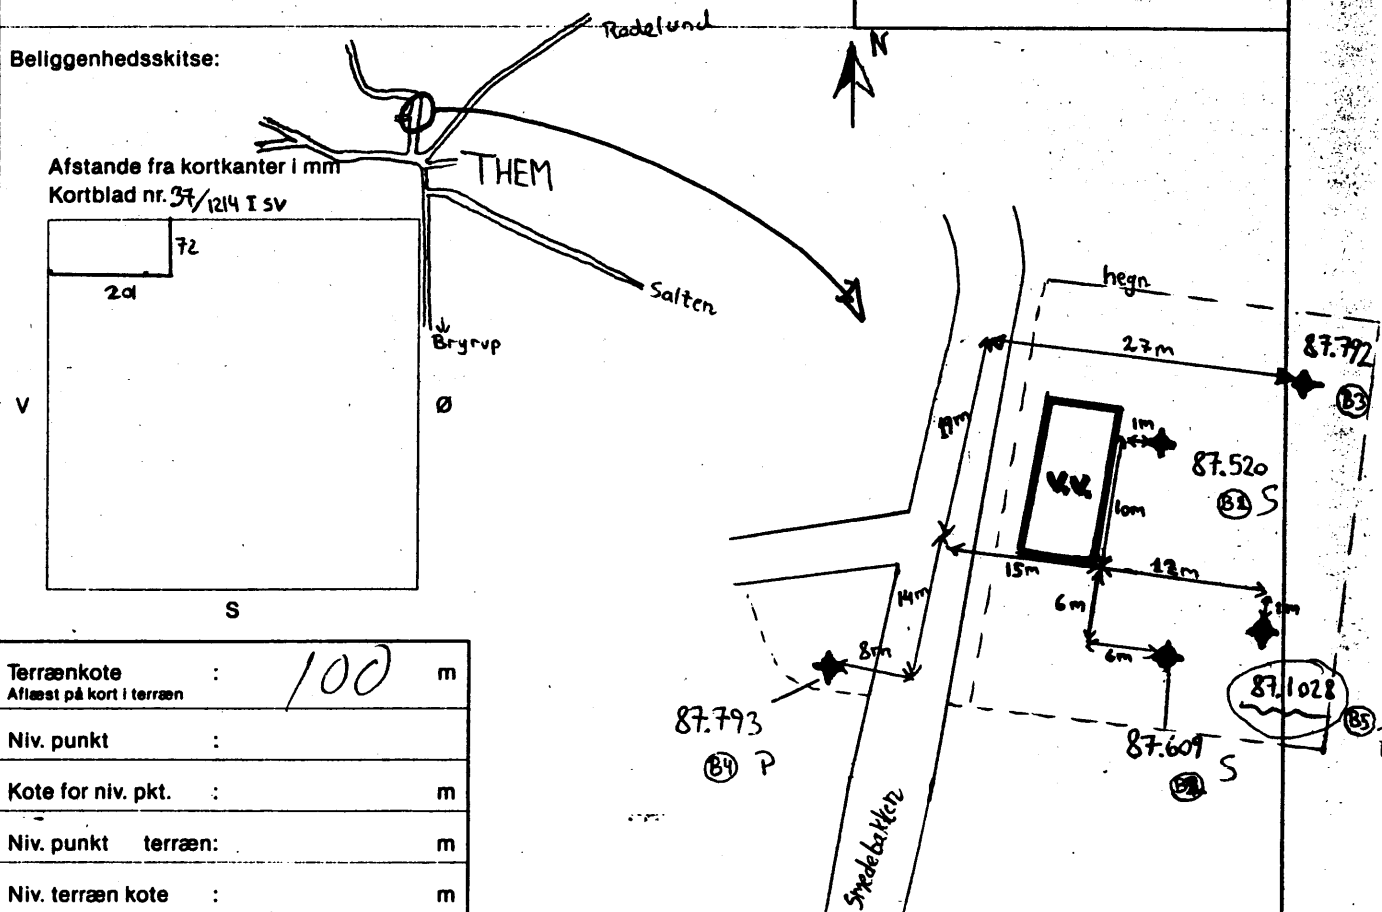 Rodelund
N
Beliggenhedsskitse:
THEM
Afstande fra kortkanter i mm
Kortblad nr. 37/1214 I SV
72
201
Salten
Bryrup
V
Ø
S
hegn
27m
87.792
B3
19m
1m
87.520
B1 S
V.V.
10m
15m
12m
14m
6m
8m
6m
87.1028
B5
87.793
B4 P
87.609
S
Smedebakken
Terrænkote : 100 m
Aflæst på kort i terræn
Niv. punkt :
Kote for niv. pkt. : m
Niv. punkt terræn: m
Niv. terræn kote : m